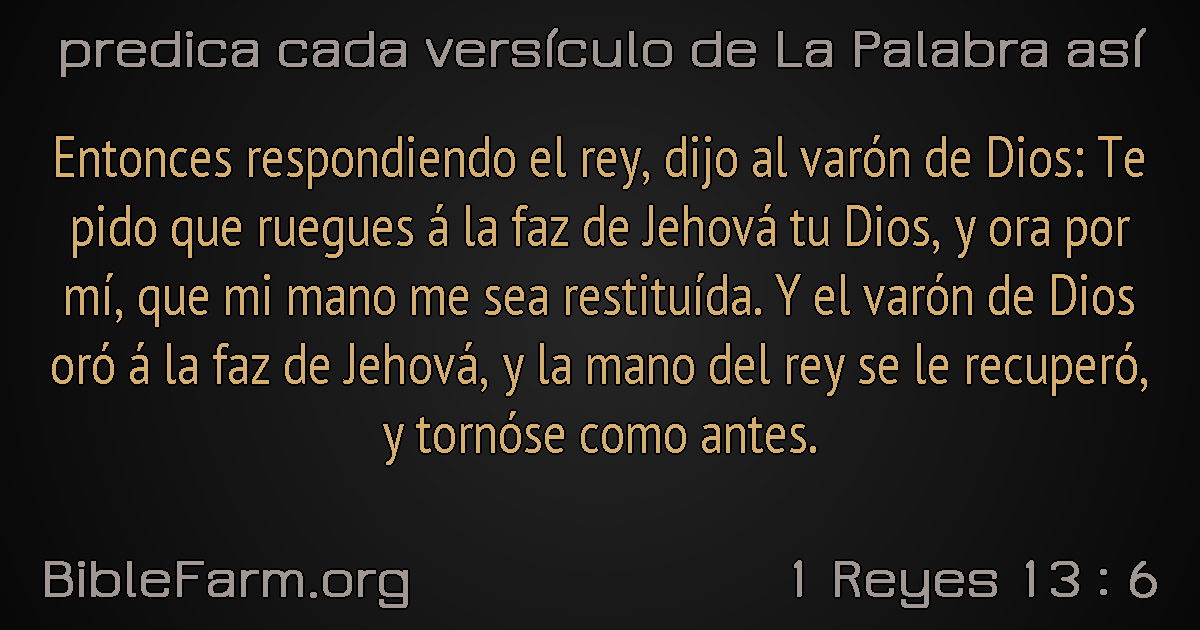 predica cada versículo de La Palabra así
Entonces respondiendo el rey, dijo al varón de Dios: Te
pido que ruegues á la faz de Jehová tu Dios, y ora por
mí, que mi mano me sea restituída. Y el varón de Dios
oró á la faz de Jehová, y la mano del rey se le recuperó,
y tornóse como antes.
BibleFarm.org
1 Reyes 13 : 6